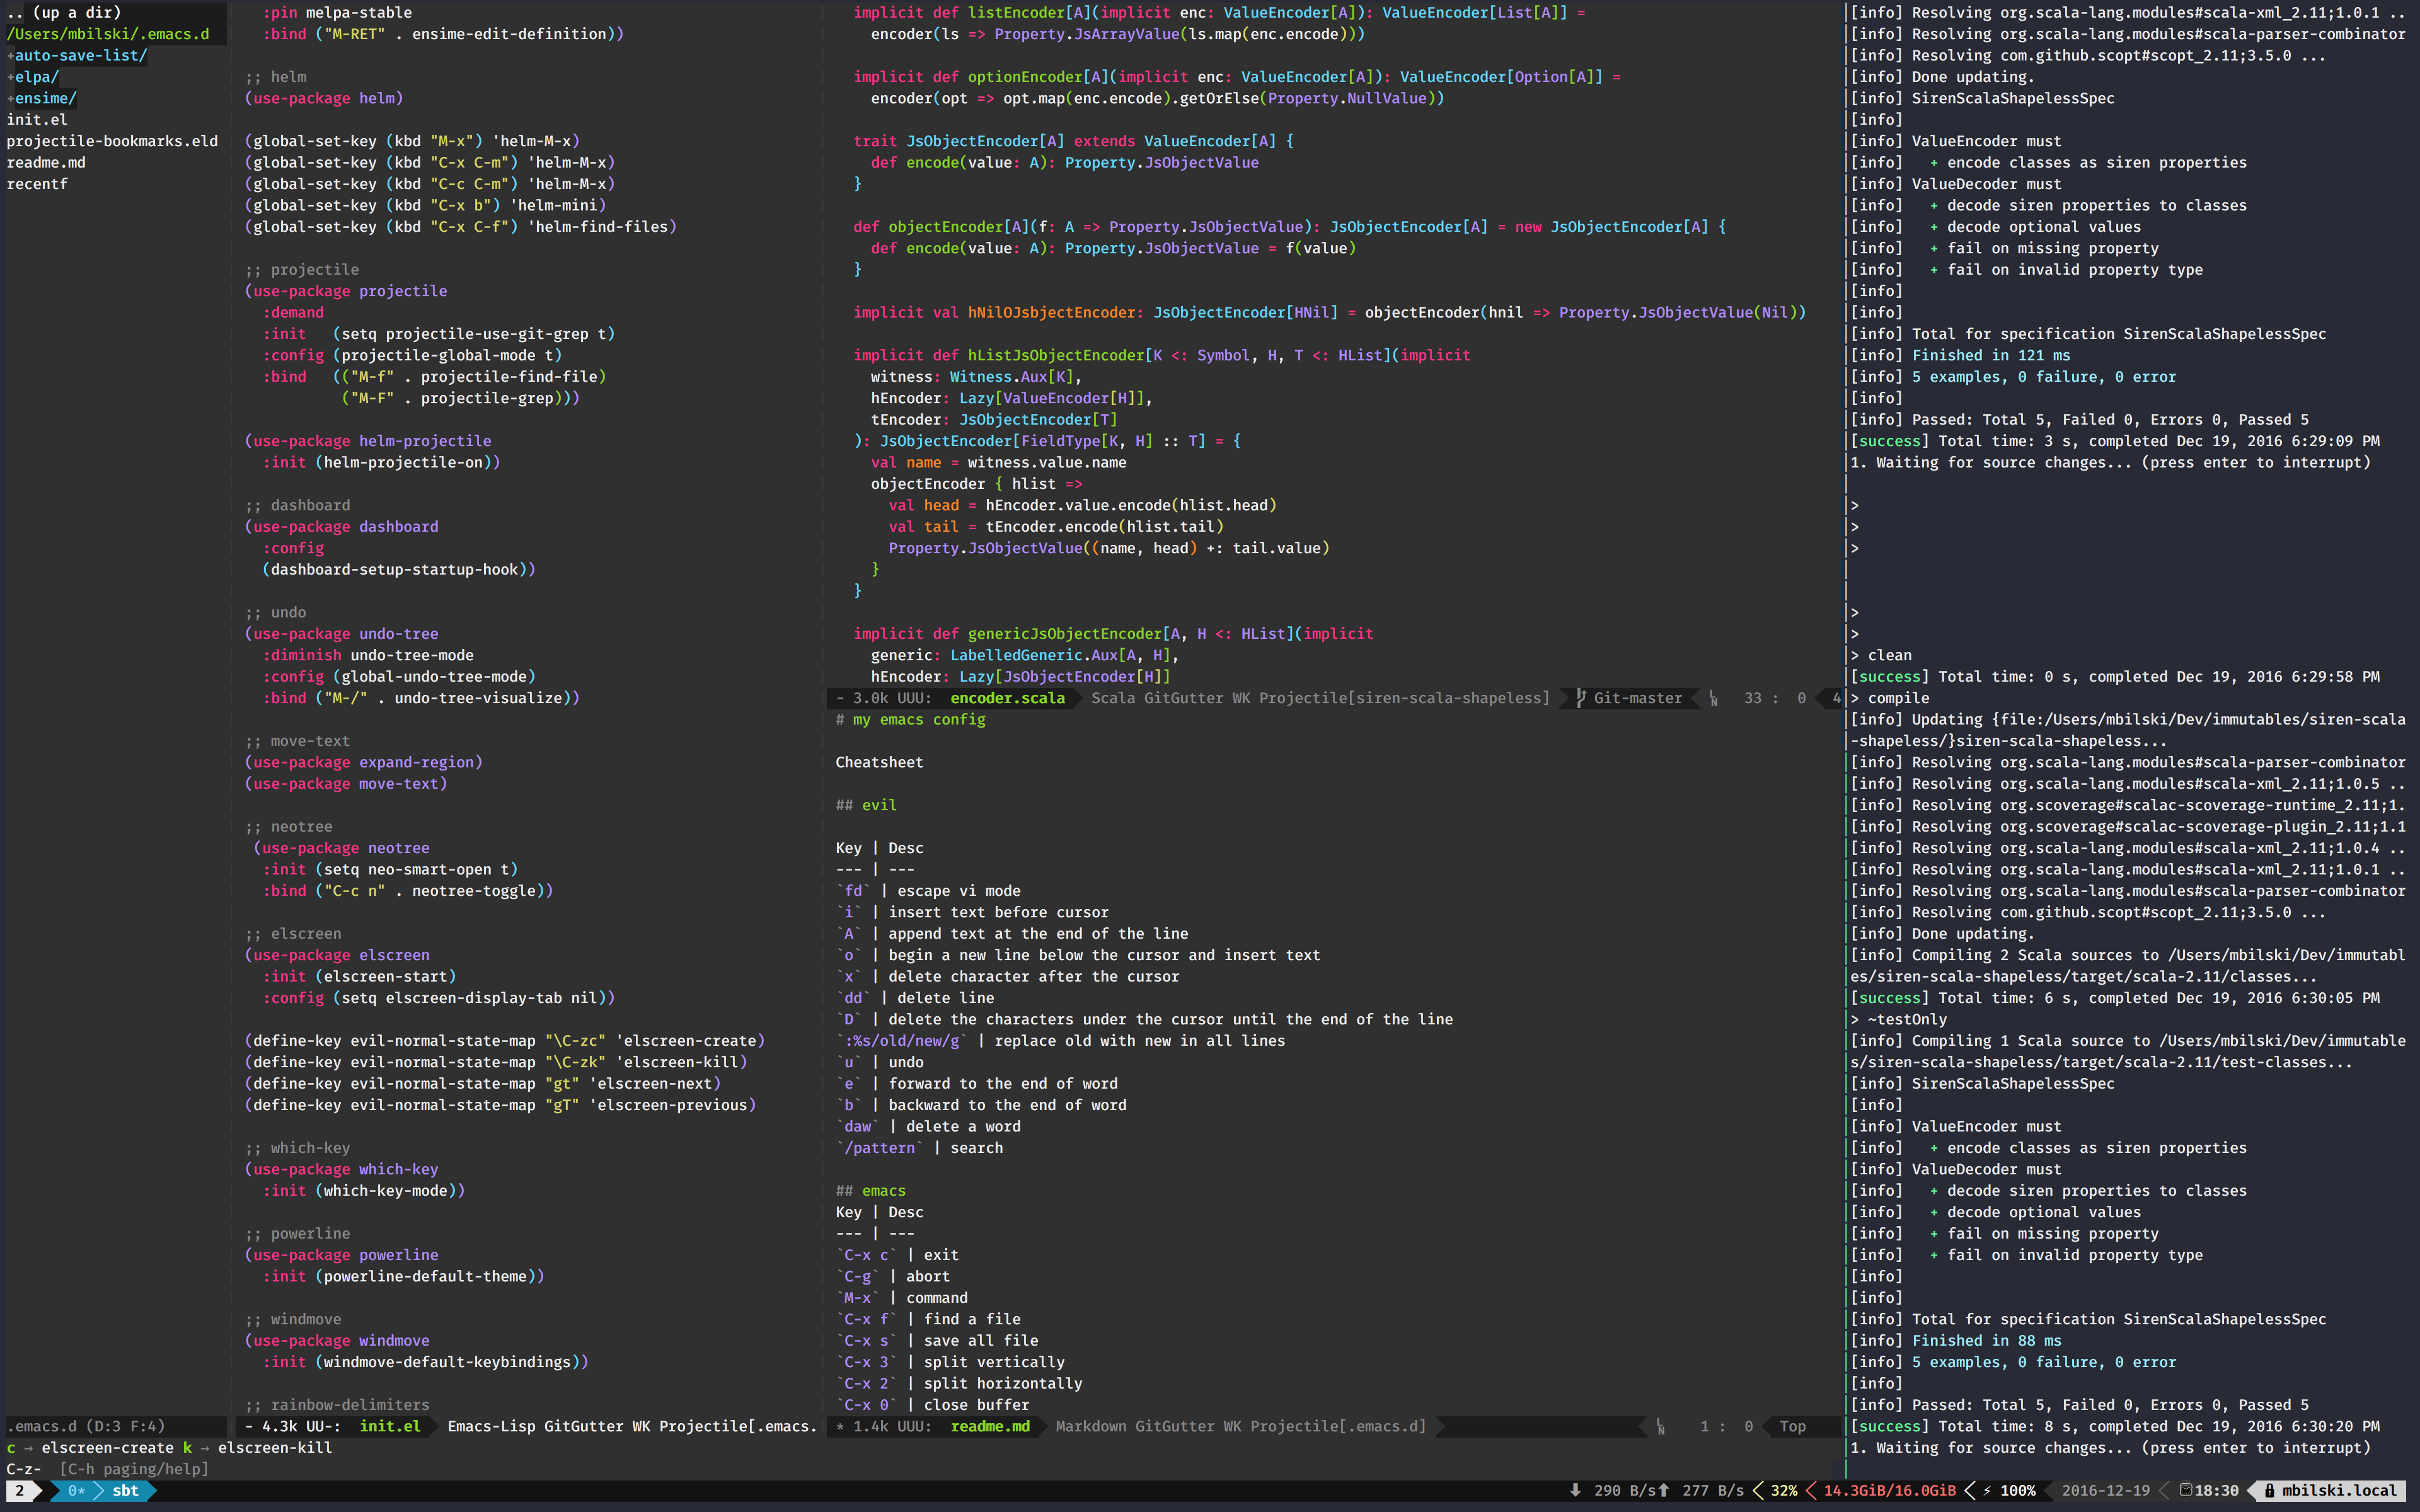 .. (up a dir)
/Users/mbilski/.emacs.d
+auto-save-list/
+elpa/
+ensime/
init.el
projectile-bookmarks.eld
readme.md
recentf
.emacs.d (D:3 F:4)
:pin melpa-stable
:bind ("M-RET" . ensime-edit-definition))
;; helm
(use-package helm)
(global-set-key (kbd "M-x") 'helm-M-x)
(global-set-key (kbd "C-x C-m") 'helm-M-x)
(global-set-key (kbd "C-c C-m") 'helm-M-x)
(global-set-key (kbd "C-x b") 'helm-mini)
(global-set-key (kbd "C-x C-f") 'helm-find-files)
;; projectile
(use-package projectile
:demand
:init   (setq projectile-use-git-grep t)
:config (projectile-global-mode t)
:bind   (("M-f" . projectile-find-file)
("M-F" . projectile-grep)))
(use-package helm-projectile
:init (helm-projectile-on))
;; dashboard
(use-package dashboard
:config
(dashboard-setup-startup-hook))
;; undo
(use-package undo-tree
:diminish undo-tree-mode
:config (global-undo-tree-mode)
:bind ("M-/" . undo-tree-visualize))
;; move-text
(use-package expand-region)
(use-package move-text)
;; neotree
(use-package neotree
:init (setq neo-smart-open t)
:bind ("C-c n" . neotree-toggle))
;; elscreen
(use-package elscreen
:init (elscreen-start)
:config (setq elscreen-display-tab nil))
(define-key evil-normal-state-map "\C-zc" 'elscreen-create)
(define-key evil-normal-state-map "\C-zk" 'elscreen-kill)
(define-key evil-normal-state-map "gt" 'elscreen-next)
(define-key evil-normal-state-map "gT" 'elscreen-previous)
;; which-key
(use-package which-key
:init (which-key-mode))
;; powerline
(use-package powerline
:init (powerline-default-theme))
;; windmove
(use-package windmove
:init (windmove-default-keybindings))
;; rainbow-delimiters
- 4.3k UU-: init.el Emacs-Lisp GitGutter WK Projectile[.emacs.
implicit def listEncoder[A](implicit enc: ValueEncoder[A]): ValueEncoder[List[A]] =
encoder(ls => Property.JsArrayValue(ls.map(enc.encode)))
implicit def optionEncoder[A](implicit enc: ValueEncoder[A]): ValueEncoder[Option[A]] =
encoder(opt => opt.map(enc.encode).getOrElse(Property.NullValue))
trait JsObjectEncoder[A] extends ValueEncoder[A] {
def encode(value: A): Property.JsObjectValue
}
def objectEncoder[A](f: A => Property.JsObjectValue): JsObjectEncoder[A] = new JsObjectEncoder[A] {
def encode(value: A): Property.JsObjectValue = f(value)
}
implicit val hNilOJsbjectEncoder: JsObjectEncoder[HNil] = objectEncoder(hnil => Property.JsObjectValue(Nil))
implicit def hListJsObjectEncoder[K <: Symbol, H, T <: HList](implicit
witness: Witness.Aux[K],
hEncoder: Lazy[ValueEncoder[H]],
tEncoder: JsObjectEncoder[T]
): JsObjectEncoder[FieldType[K, H] :: T] = {
val name = witness.value.name
objectEncoder { hlist =>
val head = hEncoder.value.encode(hlist.head)
val tail = tEncoder.encode(hlist.tail)
Property.JsObjectValue((name, head) +: tail.value)
}
}
implicit def genericJsObjectEncoder[A, H <: HList](implicit
generic: LabelledGeneric.Aux[A, H],
hEncoder: Lazy[JsObjectEncoder[H]]
- 3.0k UUU: encoder.scala Scala GitGutter WK Projectile[siren-scala-shapeless] Git-master LN 33 : 0 4
# my emacs config
Cheatsheet
## evil
Key | Desc
--- | ---
`fd` | escape vi mode
`i` | insert text before cursor
`A` | append text at the end of the line
`o` | begin a new line below the cursor and insert text
`x` | delete character after the cursor
`dd` | delete line
`D` | delete the characters under the cursor until the end of the line
`:%s/old/new/g` | replace old with new in all lines
`u` | undo
`e` | forward to the end of word
`b` | backward to the end of word
`daw` | delete a word
`/pattern` | search
## emacs
Key | Desc
--- | ---
`C-x c` | exit
`C-g` | abort
`M-x` | command
`C-x f` | find a file
`C-x s` | save all file
`C-x 3` | split vertically
`C-x 2` | split horizontally
`C-x 0` | close buffer
* 1.4k UUU: readme.md Markdown GitGutter WK Projectile[.emacs.d] LN 1 : 0 Top
c → elscreen-create k → elscreen-kill
C-z- [C-h paging/help]
[info] Resolving org.scala-lang.modules#scala-xml_2.11;1.0.1 ..
[info] Resolving org.scala-lang.modules#scala-parser-combinator
[info] Resolving com.github.scopt#scopt_2.11;3.5.0 ...
[info] Done updating.
[info] SirenScalaShapelessSpec
[info]
[info] ValueEncoder must
[info]   + encode classes as siren properties
[info] ValueDecoder must
[info]   + decode siren properties to classes
[info]   + decode optional values
[info]   + fail on missing property
[info]   + fail on invalid property type
[info]
[info]
[info] Total for specification SirenScalaShapelessSpec
[info] Finished in 121 ms
[info] 5 examples, 0 failure, 0 error
[info]
[info] Passed: Total 5, Failed 0, Errors 0, Passed 5
[success] Total time: 3 s, completed Dec 19, 2016 6:29:09 PM
1. Waiting for source changes... (press enter to interrupt)
>
>
>
>
>
> clean
[success] Total time: 0 s, completed Dec 19, 2016 6:29:58 PM
> compile
[info] Updating {file:/Users/mbilski/Dev/immutables/siren-scala
-shapeless/}siren-scala-shapeless...
[info] Resolving org.scala-lang.modules#scala-parser-combinator
[info] Resolving org.scala-lang.modules#scala-xml_2.11;1.0.5 ..
[info] Resolving org.scoverage#scalac-scoverage-runtime_2.11;1.
[info] Resolving org.scoverage#scalac-scoverage-plugin_2.11;1.1
[info] Resolving org.scala-lang.modules#scala-xml_2.11;1.0.4 ..
[info] Resolving org.scala-lang.modules#scala-xml_2.11;1.0.1 ..
[info] Resolving org.scala-lang.modules#scala-parser-combinator
[info] Resolving com.github.scopt#scopt_2.11;3.5.0 ...
[info] Done updating.
[info] Compiling 2 Scala sources to /Users/mbilski/Dev/immutabl
es/siren-scala-shapeless/target/scala-2.11/classes...
[success] Total time: 6 s, completed Dec 19, 2016 6:30:05 PM
> ~testOnly
[info] Compiling 1 Scala source to /Users/mbilski/Dev/immutable
s/siren-scala-shapeless/target/scala-2.11/test-classes...
[info] SirenScalaShapelessSpec
[info]
[info] ValueEncoder must
[info]   + encode classes as siren properties
[info] ValueDecoder must
[info]   + decode siren properties to classes
[info]   + decode optional values
[info]   + fail on missing property
[info]   + fail on invalid property type
[info]
[info]
[info] Total for specification SirenScalaShapelessSpec
[info] Finished in 88 ms
[info] 5 examples, 0 failure, 0 error
[info]
[info] Passed: Total 5, Failed 0, Errors 0, Passed 5
[success] Total time: 8 s, completed Dec 19, 2016 6:30:20 PM
1. Waiting for source changes... (press enter to interrupt)
2 0* sbt ⬇ 290 B/s⬆ 277 B/s 32% 14.3GiB/16.0GiB ⚡ 100% 2016-12-19 18:30 mbilski.local